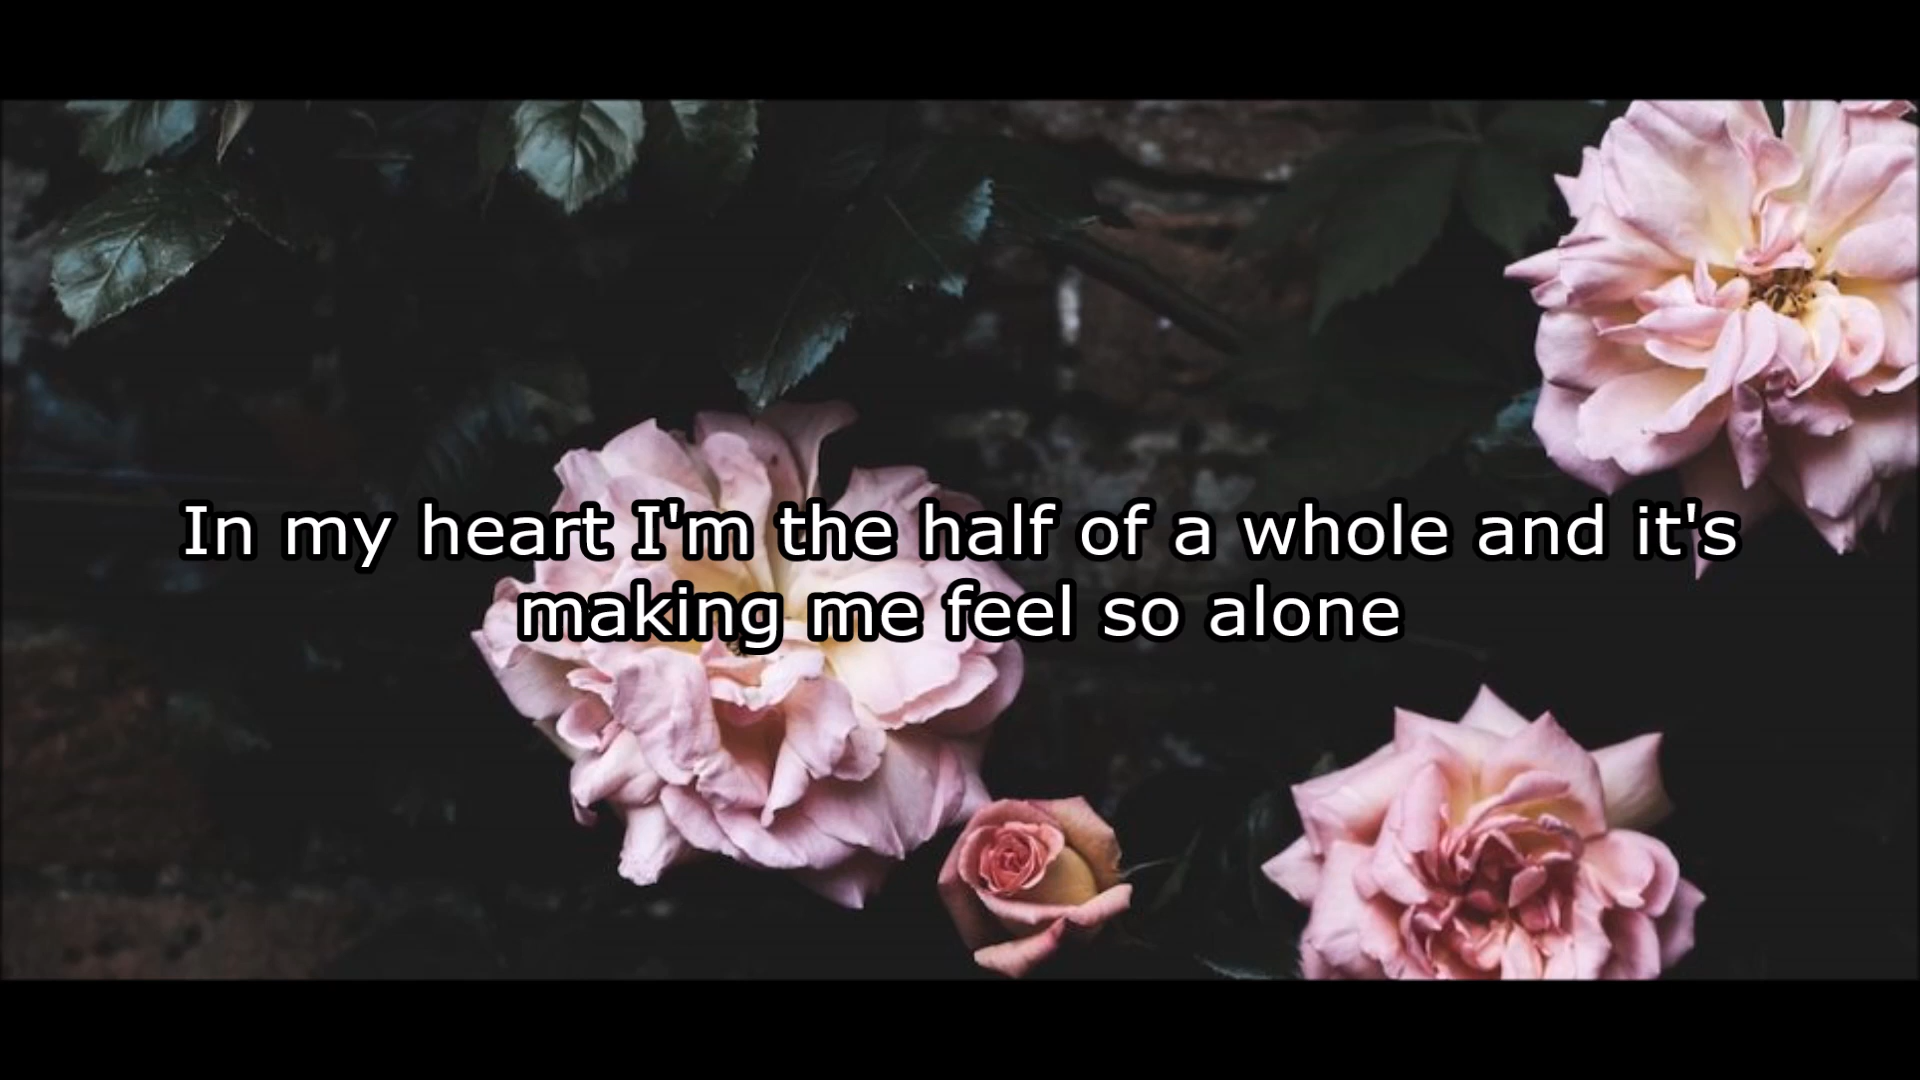 In my heart I'm the half of a whole and it's
making me feel so alone